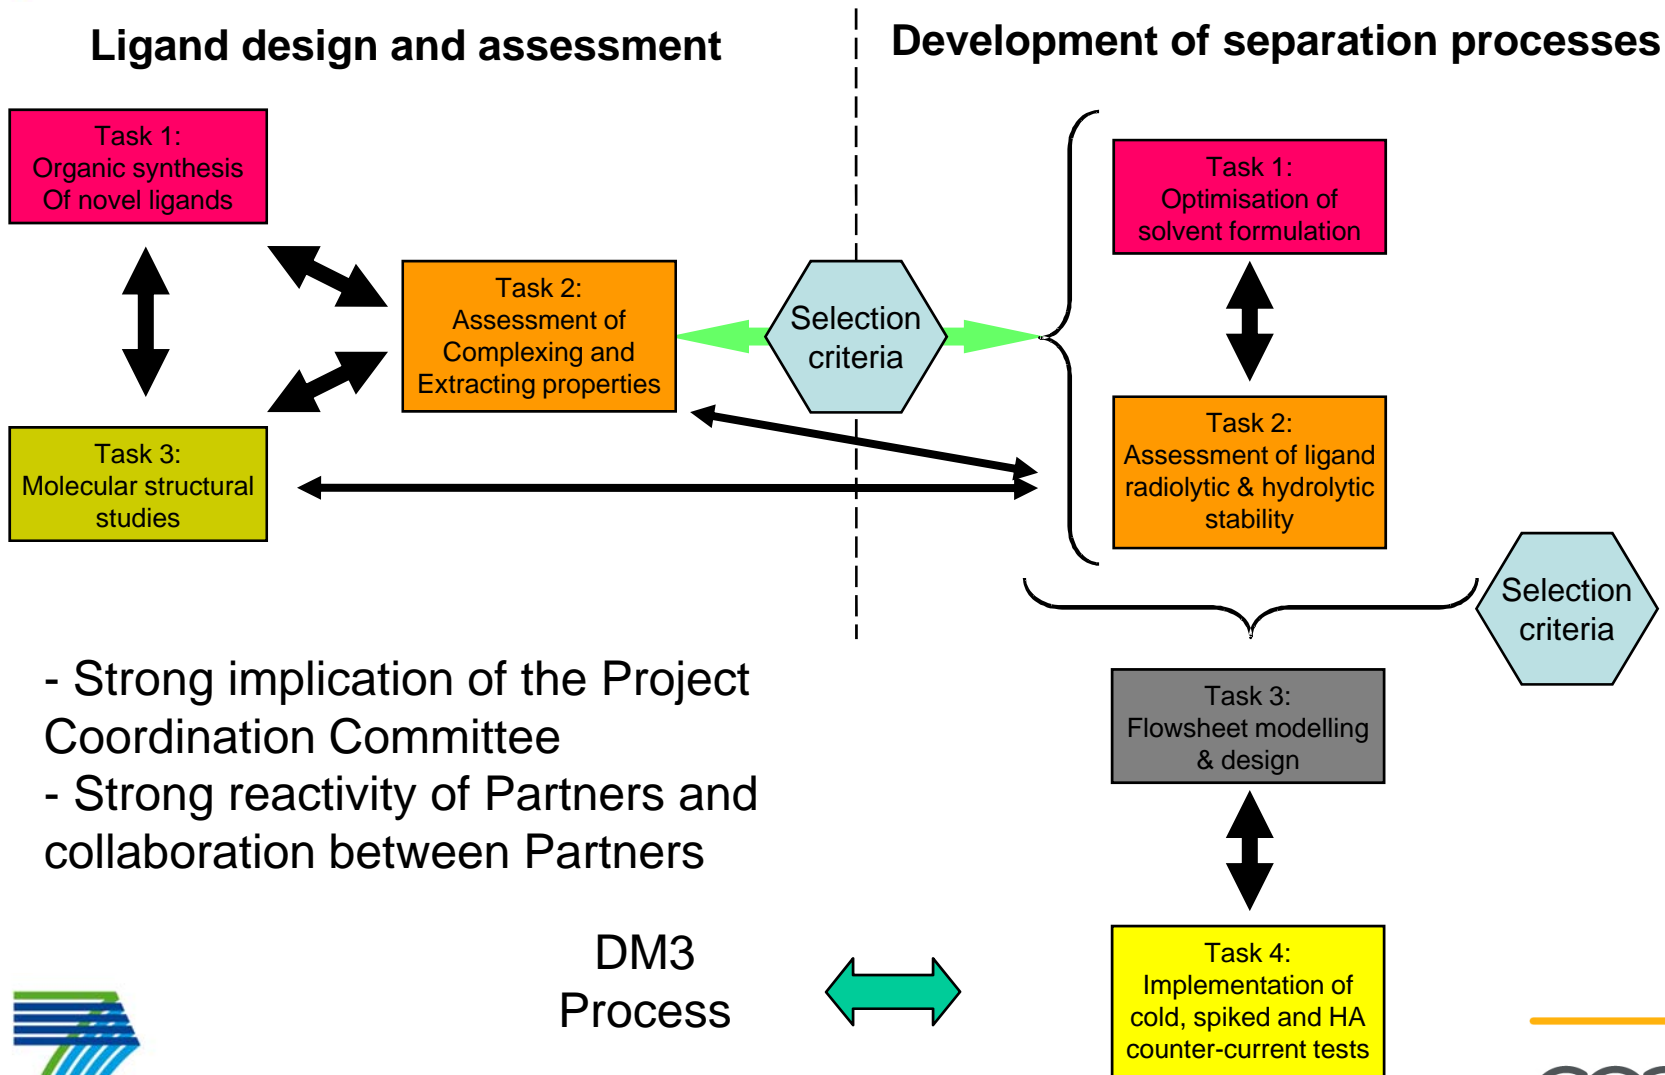 Ligand design and assessment
Development of separation processes
Task 1:
Organic synthesis
Of novel ligands
Task 2:
Assessment of
Complexing and
Extracting properties
Task 3:
Molecular structural
studies
Selection
criteria
Task 1:
Optimisation of
solvent formulation
Task 2:
Assessment of ligand
radiolytic & hydrolytic
stability
Selection
criteria
Task 3:
Flowsheet modelling
& design
Task 4:
Implementation of
cold, spiked and HA
counter-current tests
- Strong implication of the Project
Coordination Committee
- Strong reactivity of Partners and
collaboration between Partners
DM3
Process